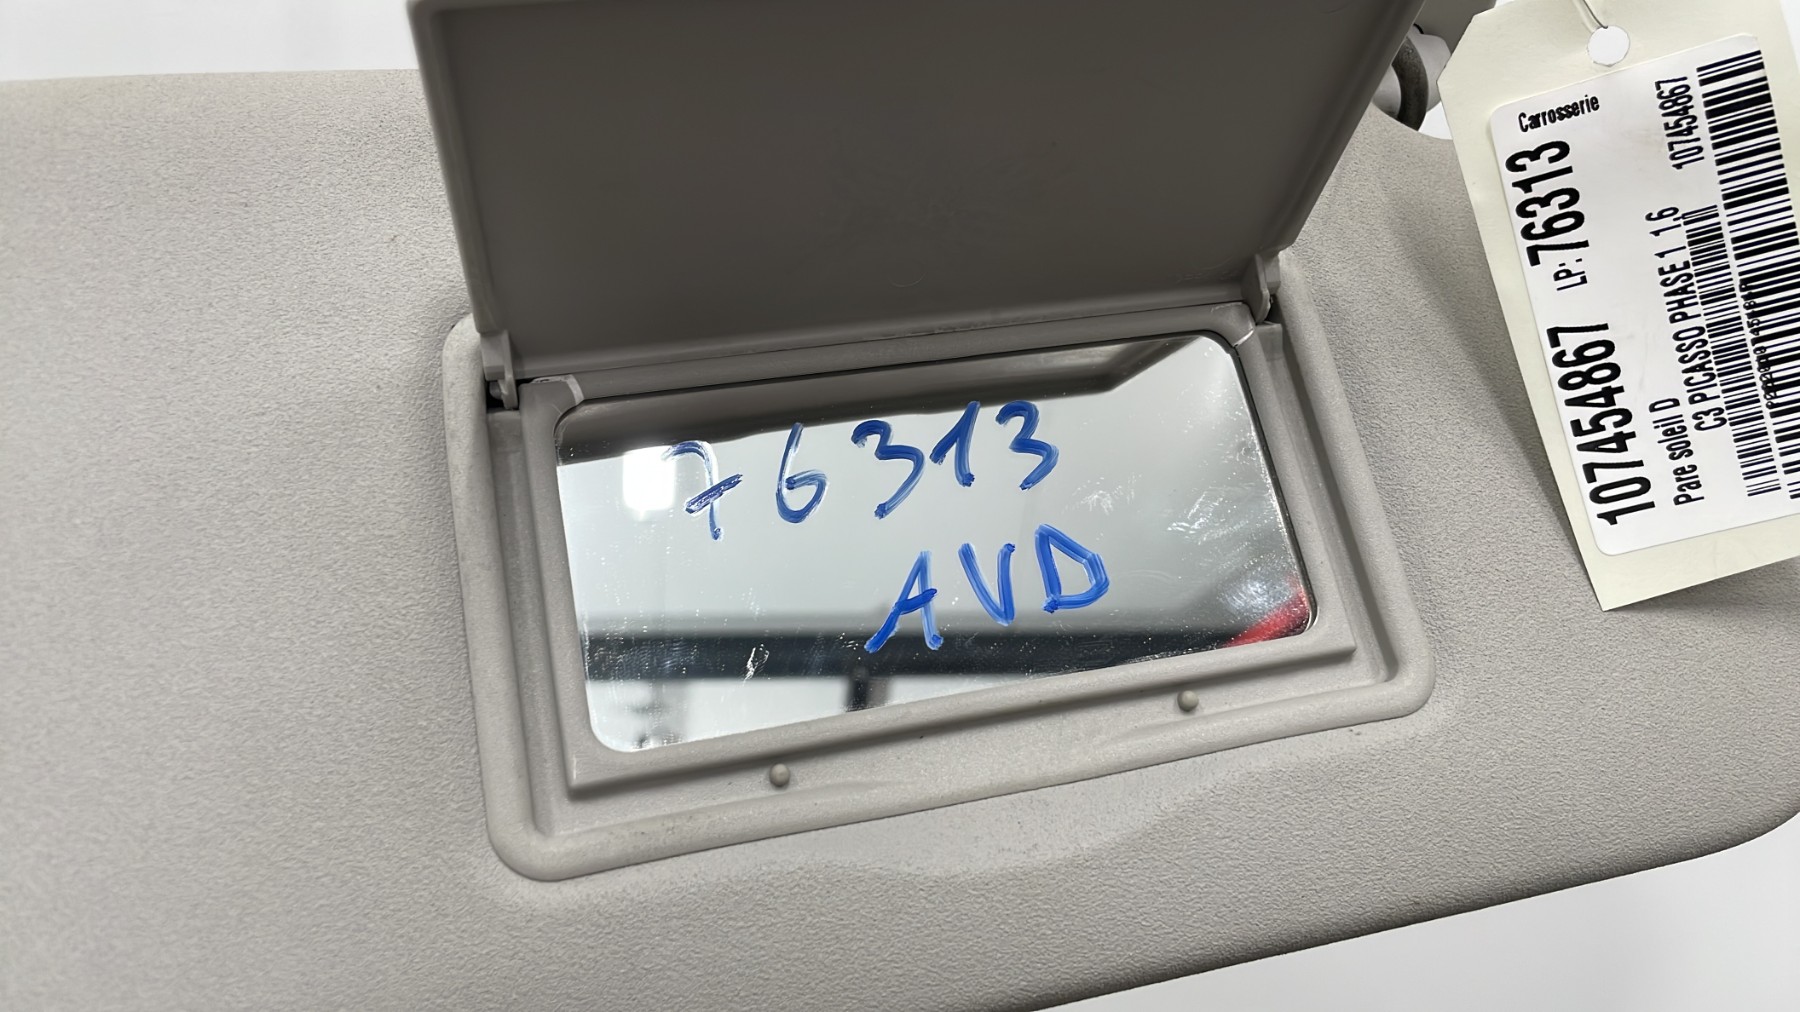 76313
AVD
Carrosserie
107454867 LP: 76313
Pare soleil D
C3 PICASSO PHASE 1 1,6
107454867